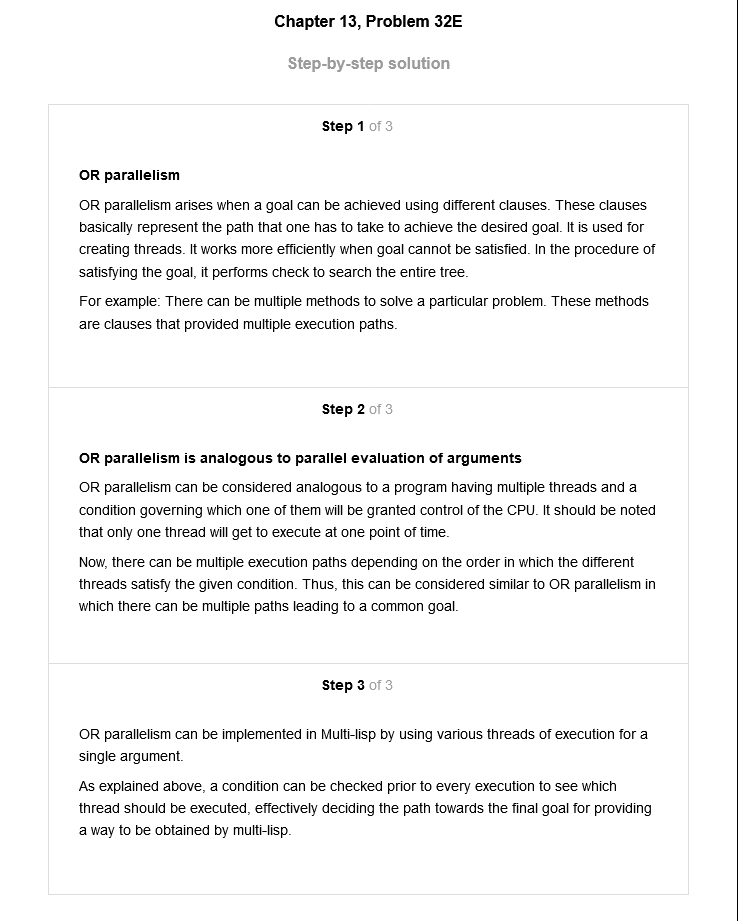 Chapter 13, Problem 32E
Step-by-step solution
Step 1 of 3
OR parallelism
OR parallelism arises when a goal can be achieved using different clauses. These clauses
basically represent the path that one has to take to achieve the desired goal. It is used for
creating threads. It works more efficiently when goal cannot be satisfied. In the procedure of
satisfying the goal, it performs check to search the entire tree.
For example: There can be multiple methods to solve a particular problem. These methods
are clauses that provided multiple execution paths.
Step 2 of 3
OR parallelism is analogous to parallel evaluation of arguments
OR parallelism can be considered analogous to a program having multiple threads and a
condition governing which one of them will be granted control of the CPU. It should be noted
that only one thread will get to execute at one point of time.
Now, there can be multiple execution paths depending on the order in which the different
threads satisfy the given condition. Thus, this can be considered similar to OR parallelism in
which there can be multiple paths leading to a common goal.
Step 3 of 3
OR parallelism can be implemented in Multi-lisp by using various threads of execution for a
single argument.
As explained above, a condition can be checked prior to every execution to see which
thread should be executed, effectively deciding the path towards the final goal for providing
a way to be obtained by multi-lisp.